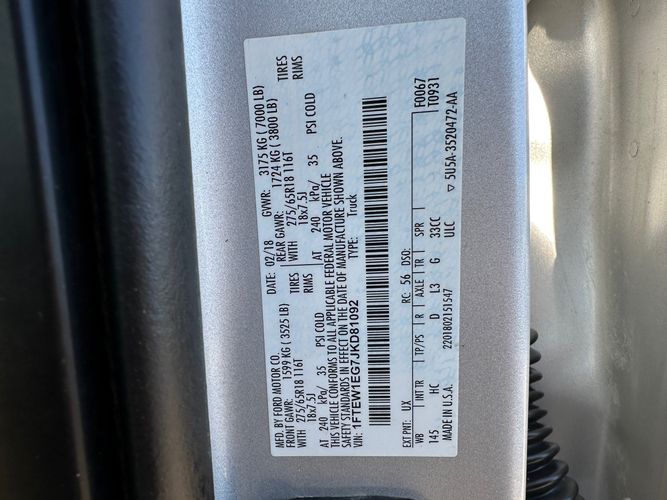 MFD. BY FORD MOTOR CO. DATE: 02/18 GVWR: 3175 KG ( 7000 LB)
FRONT GAWR: 1599 KG ( 3525 LB) REAR GAWR: 1724 KG ( 3800 LB)
WITH TIRES WITH TIRES
275/65R18 116T RIMS 275/65R18 116T RIMS
18x7.5J 18x7.5J
AT 240 kPa/ 35 PSI COLD AT 240 kPa/ 35 PSI COLD
THIS VEHICLE CONFORMS TO ALL APPLICABLE FEDERAL MOTOR VEHICLE
SAFETY STANDARDS IN EFFECT ON THE DATE OF MANUFACTURE SHOWN ABOVE.
VIN: 1FTEW1EG7JKD81092 TYPE: Truck
F0067
T0931
EXT PNT: UX RC: 56 DSO:
WB INT TR TP/PS R AXLE TR SPR
145 HC D L3 G 33CC
MADE IN U.S.A. 2201802151547 ULC
▽ 5U5A-3520472-AA